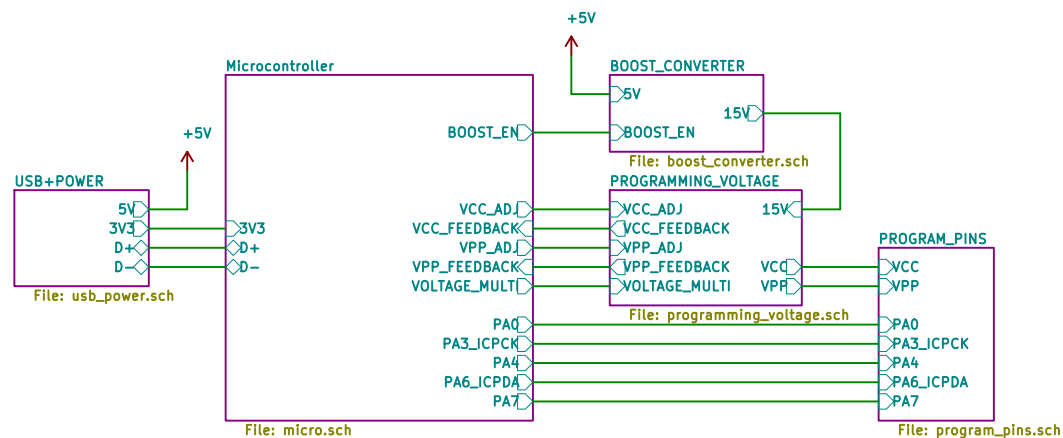 +5V
Microcontroller
BOOST_CONVERTER
5V
15V
BOOST_EN
BOOST_EN
+5V
File: boost_converter.sch
USB+POWER
PROGRAMMING_VOLTAGE
5V
VCC_ADJ
VCC_ADJ
15V
3V3
3V3
VCC_FEEDBACK
VCC_FEEDBACK
PROGRAM_PINS
D+
D+
VPP_ADJ
VPP_ADJ
D-
D-
VPP_FEEDBACK
VPP_FEEDBACK
VCC
VCC
VOLTAGE_MULTI
VOLTAGE_MULTI
VPP
VPP
File: usb_power.sch
File: programming_voltage.sch
PA0
PA0
PA3_ICPCK
PA3_ICPCK
PA4
PA4
PA6_ICPDA
PA6_ICPDA
PA7
PA7
File: micro.sch
File: program_pins.sch